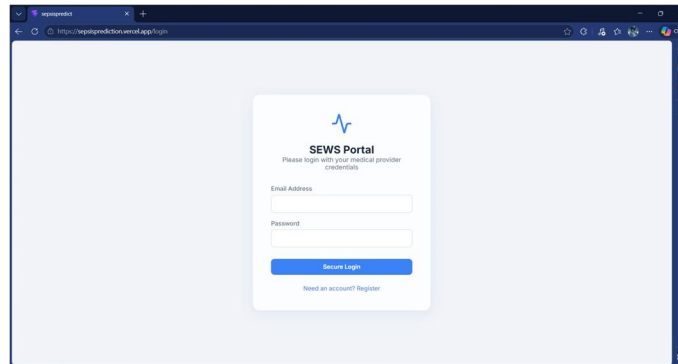 sepsispredict
https://sepsisprediction.vercel.app/login
SEWS Portal
Please login with your medical provider
credentials
Email Address
Password
Secure Login
Need an account? Register